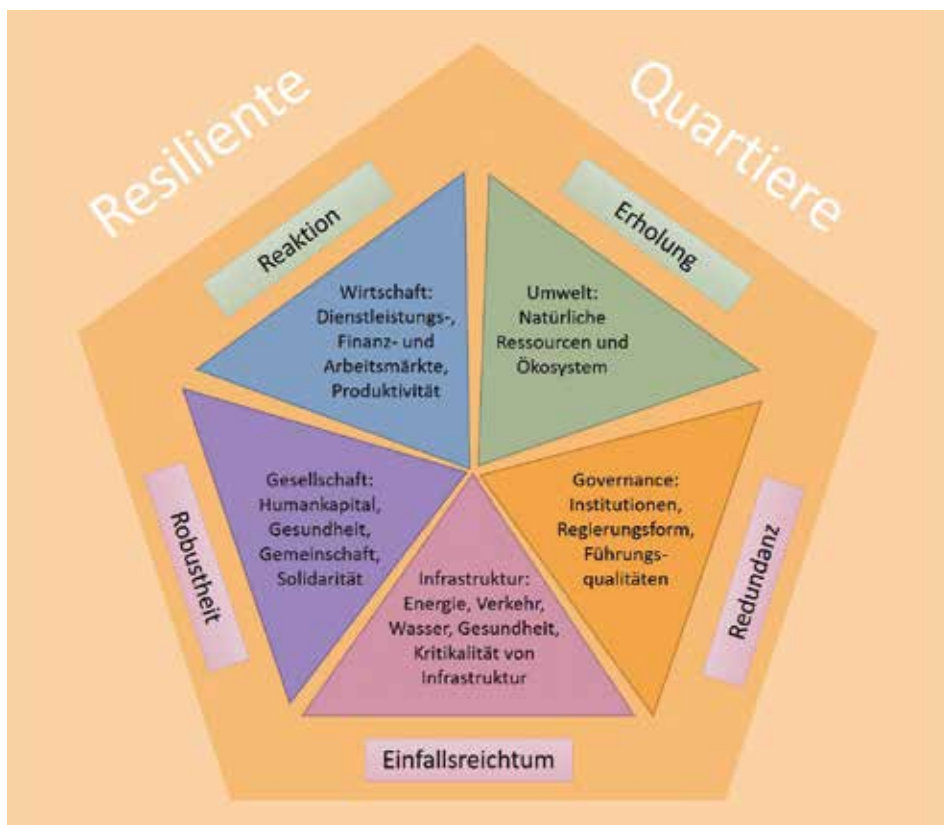 Resiliente
Quartiere
Reaktion
Erholung
Wirtschaft:
Dienstleistungs-,
Finanz- und
Arbeitsmärkte,
Produktivität
Umwelt:
Natürliche
Ressourcen und
Ökosystem
Gesellschaft:
Humankapital,
Gesundheit,
Gemeinschaft,
Solidarität
Governance:
Institutionen,
Regierungsform,
Führungs-
qualitäten
Robustheit
Redundanz
Infrastruktur:
Energie, Verkehr,
Wasser, Gesundheit,
Kritikalität von
Infrastruktur
Einfallsreichtum